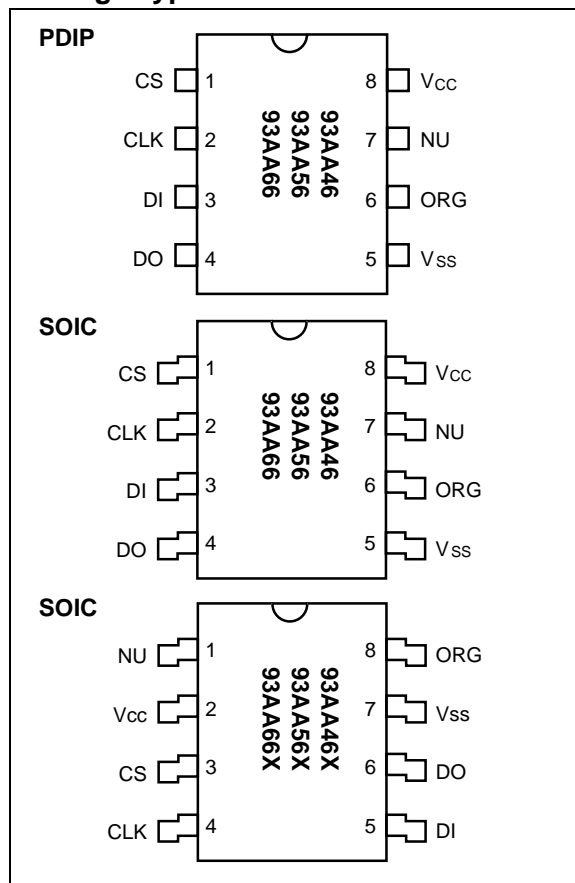 PDIP
CS 1 8 VCC
CLK 2 7 NU
DI 3 6 ORG
DO 4 5 VSS
93AA46
93AA56
93AA66
SOIC
CS 1 8 VCC
CLK 2 7 NU
DI 3 6 ORG
DO 4 5 VSS
93AA46
93AA56
93AA66
SOIC
NU 1 8 ORG
Vcc 2 7 Vss
CS 3 6 DO
CLK 4 5 DI
93AA46X
93AA56X
93AA66X